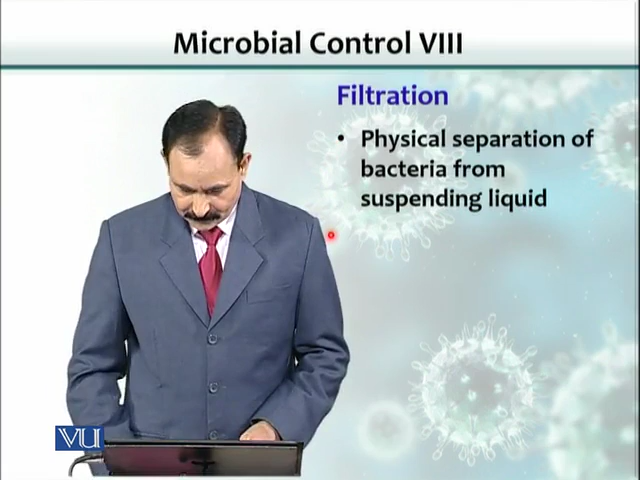 Microbial Control VIII
Filtration
• Physical separation of
bacteria from
suspending liquid
VU